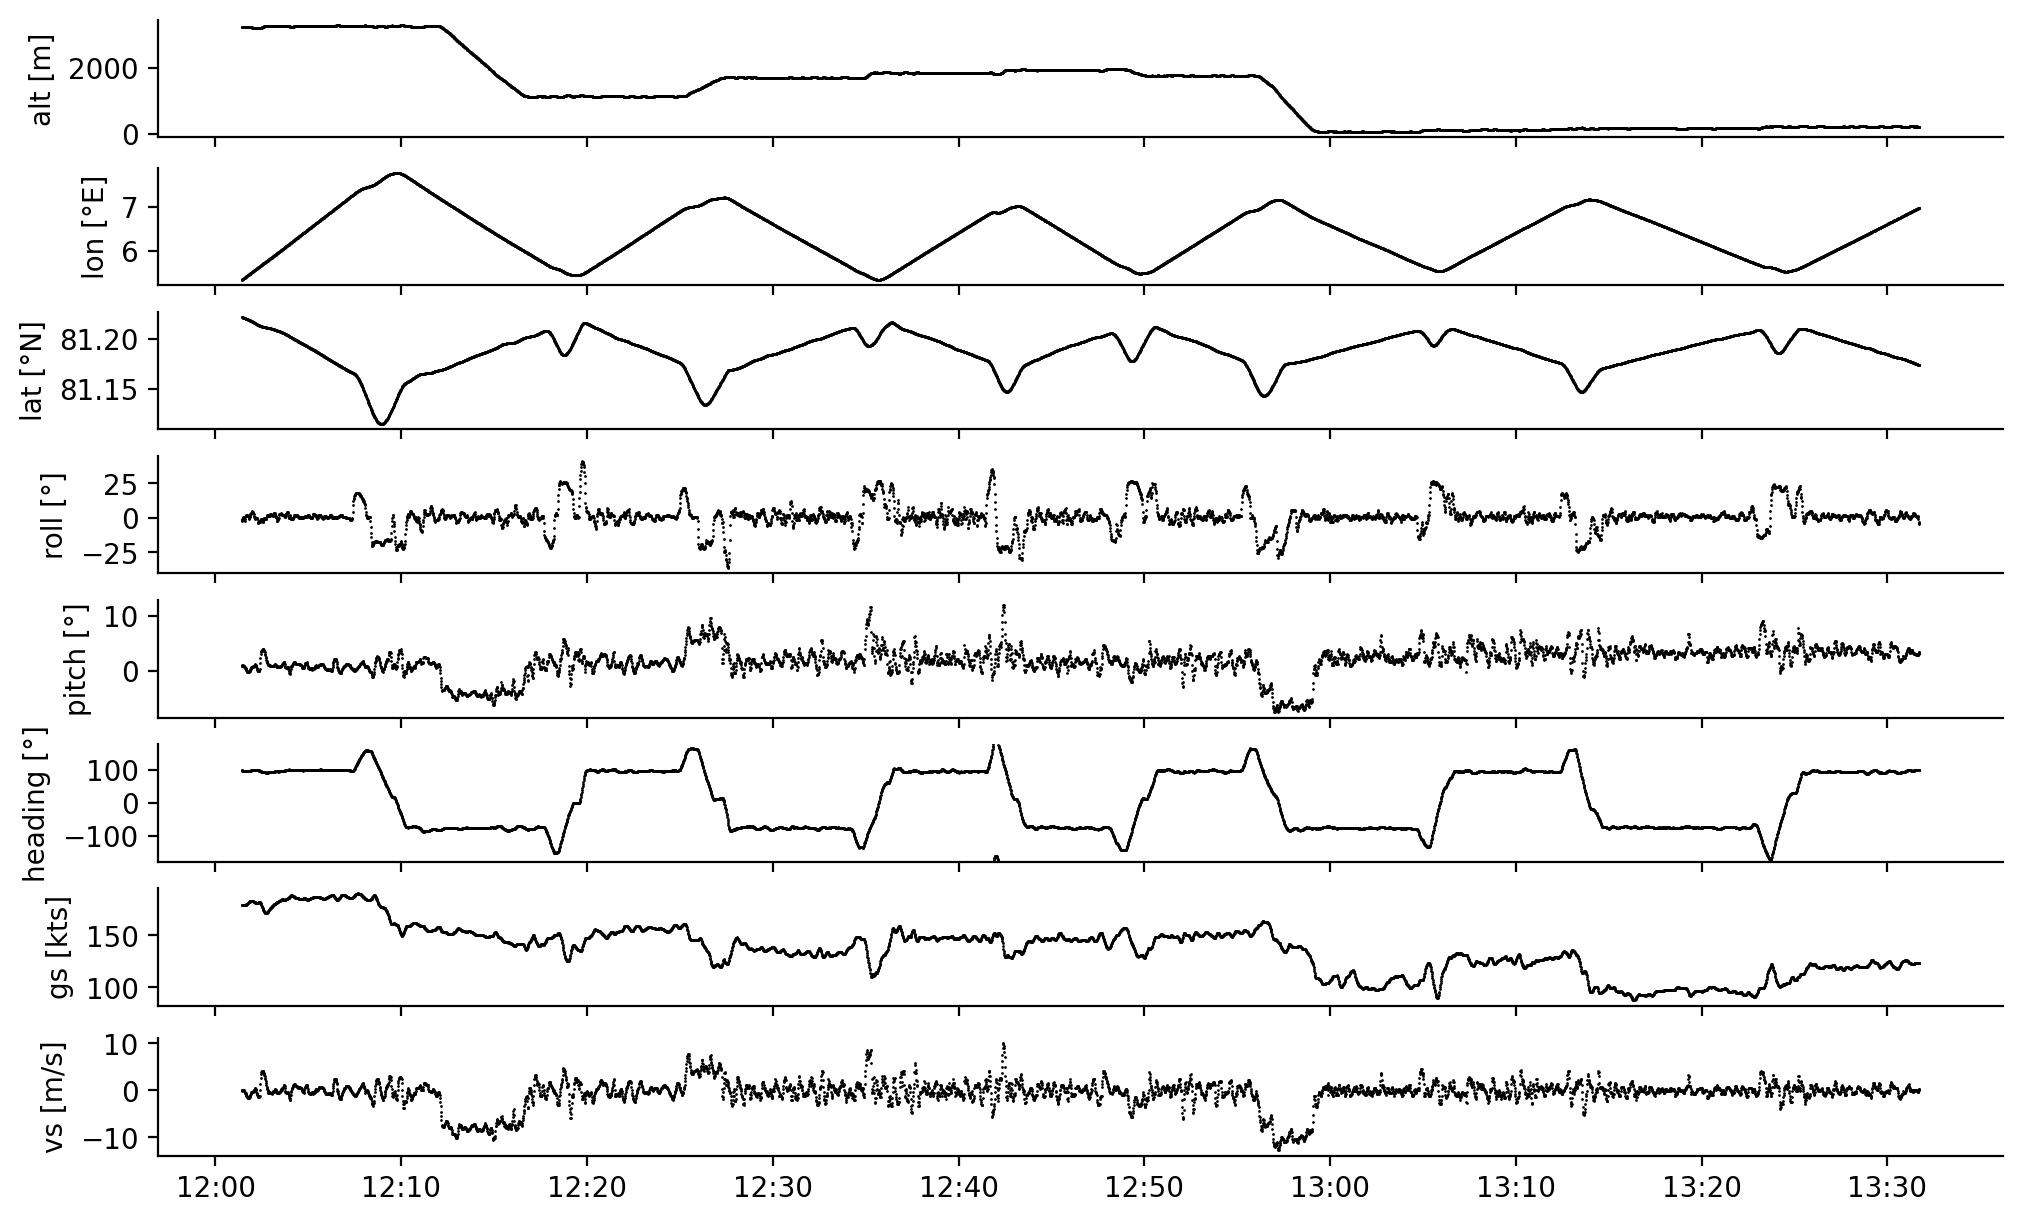 alt [m]
2000
0
lon [°E]
7
6
lat [°N]
81.20
81.15
roll [°]
25
0
−25
pitch [°]
10
0
heading [°]
100
0
−100
gs [kts]
150
100
vs [m/s]
10
0
−10
12:00 12:10 12:20 12:30 12:40 12:50 13:00 13:10 13:20 13:30